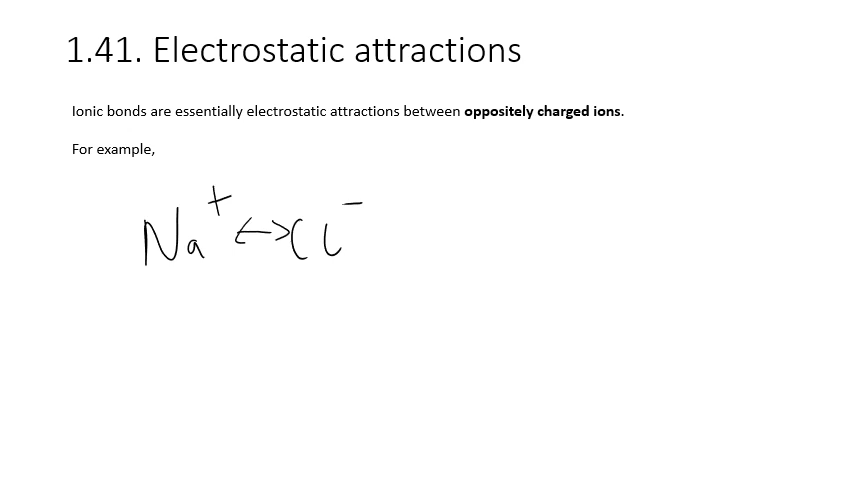 1.41. Electrostatic attractions
Ionic bonds are essentially electrostatic attractions between oppositely charged ions.
For example,
Na⁺ ↔ Cl⁻